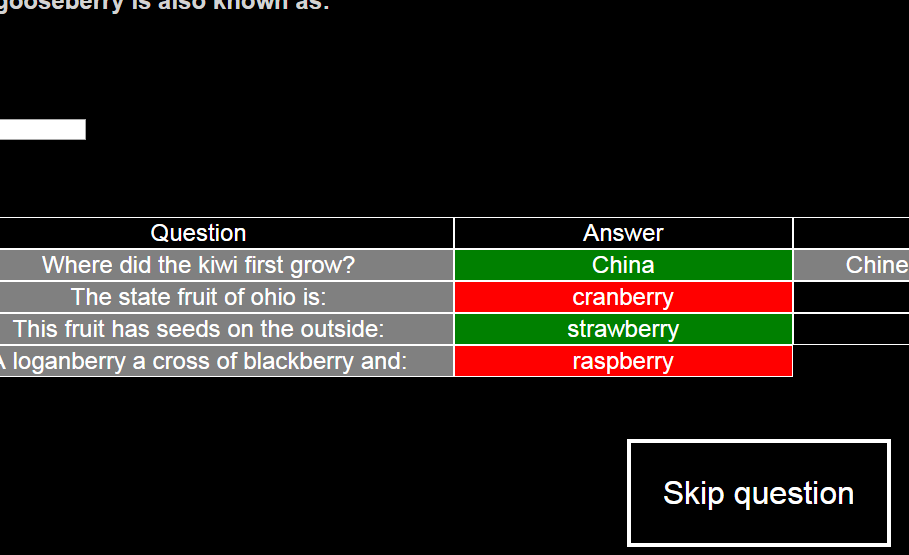 gooseberry is also known as:
Question Answer
Where did the kiwi first grow? China Chine
The state fruit of ohio is: cranberry
This fruit has seeds on the outside: strawberry
A loganberry a cross of blackberry and: raspberry
Skip question